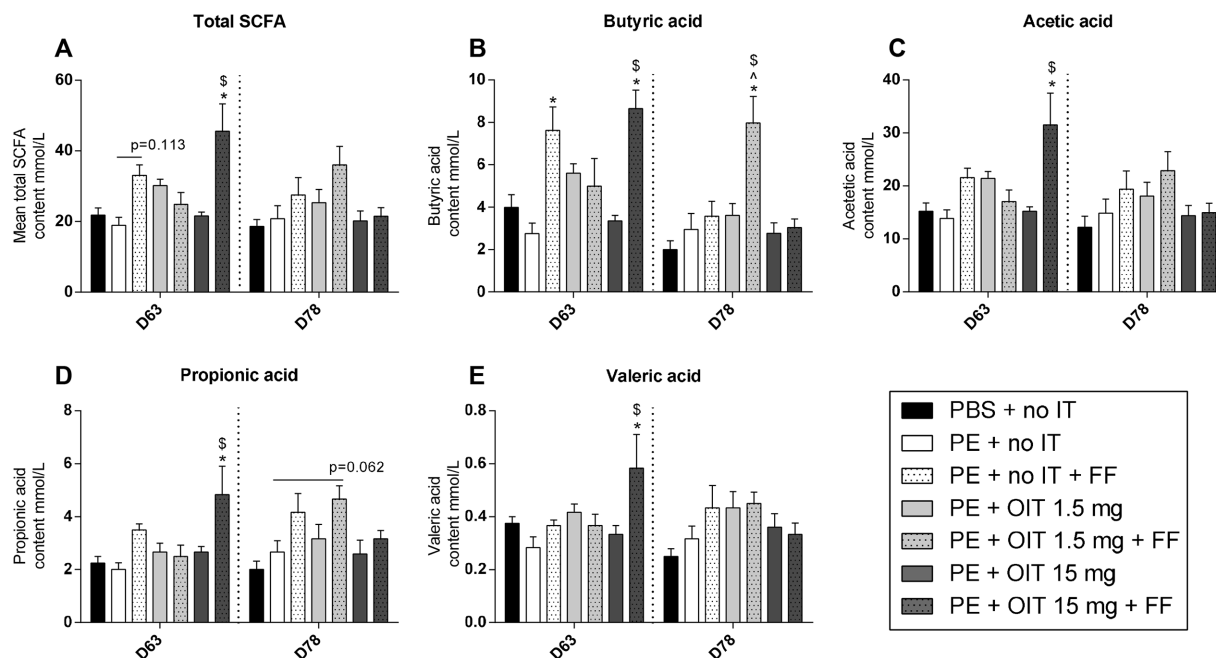 Total SCFA
A
Mean total SCFA
content mmol/L
60
40
20
0
p=0.113
$
*
D63
D78
Butyric acid
B
Butyric acid
content mmol/L
10
8
6
4
2
0
*
$
*
$
^
*
D63
D78
Acetic acid
C
Acetetic acid
content mmol/L
40
30
20
10
0
$
*
D63
D78
Propionic acid
D
Propionic acid
content mmol/L
8
6
4
2
0
$
*
p=0.062
D63
D78
Valeric acid
E
Valeric acid
content mmol/L
0.8
0.6
0.4
0.2
0.0
$
*
D63
D78
PBS + no IT
PE + no IT
PE + no IT + FF
PE + OIT 1.5 mg
PE + OIT 1.5 mg + FF
PE + OIT 15 mg
PE + OIT 15 mg + FF